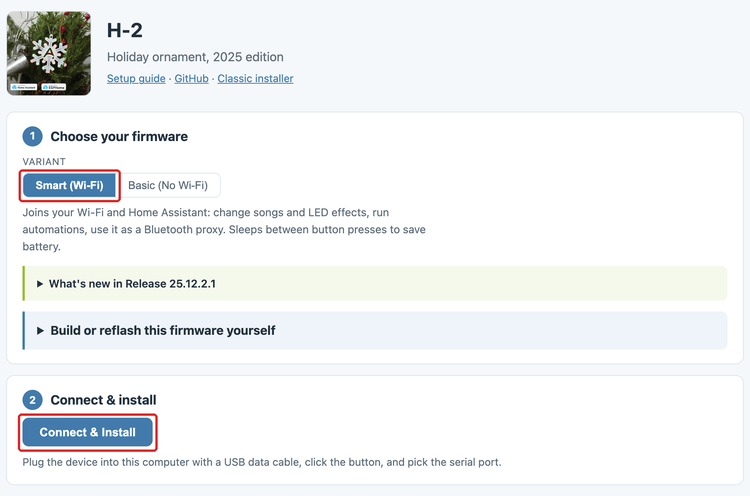 H-2
Holiday ornament, 2025 edition
Setup guide · GitHub · Classic installer
1 Choose your firmware
VARIANT
Smart (Wi-Fi) Basic (No Wi-Fi)
Joins your Wi-Fi and Home Assistant: change songs and LED effects, run
automations, use it as a Bluetooth proxy. Sleeps between button presses to save
battery.
What's new in Release 25.12.2.1
Build or reflash this firmware yourself
2 Connect & install
Connect & Install
Plug the device into this computer with a USB data cable, click the button, and pick the serial port.